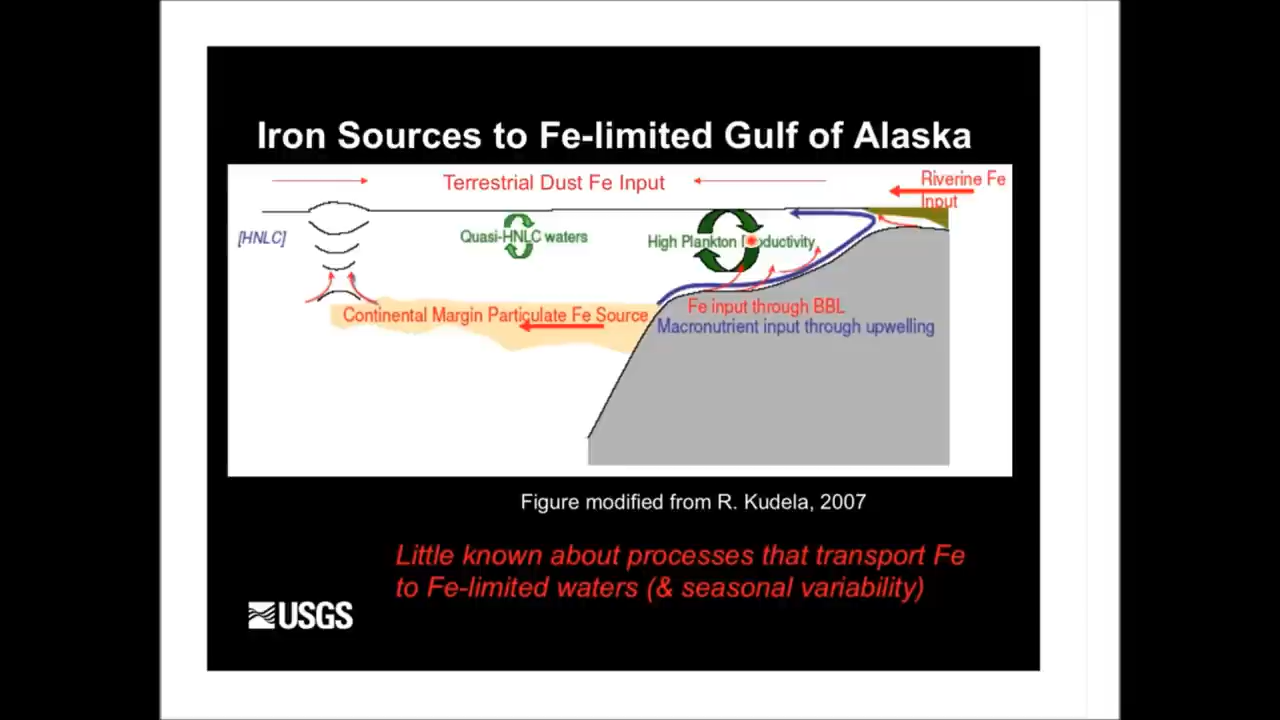 Iron Sources to Fe-limited Gulf of Alaska
Terrestrial Dust Fe Input
Riverine Fe
Input
[HNLC]
Quasi-HNLC waters
High Plankton Productivity
Continental Margin Particulate Fe Source
Fe input through BBL
Macronutrient input through upwelling
Figure modified from R. Kudela, 2007
Little known about processes that transport Fe
to Fe-limited waters (& seasonal variability)
USGS